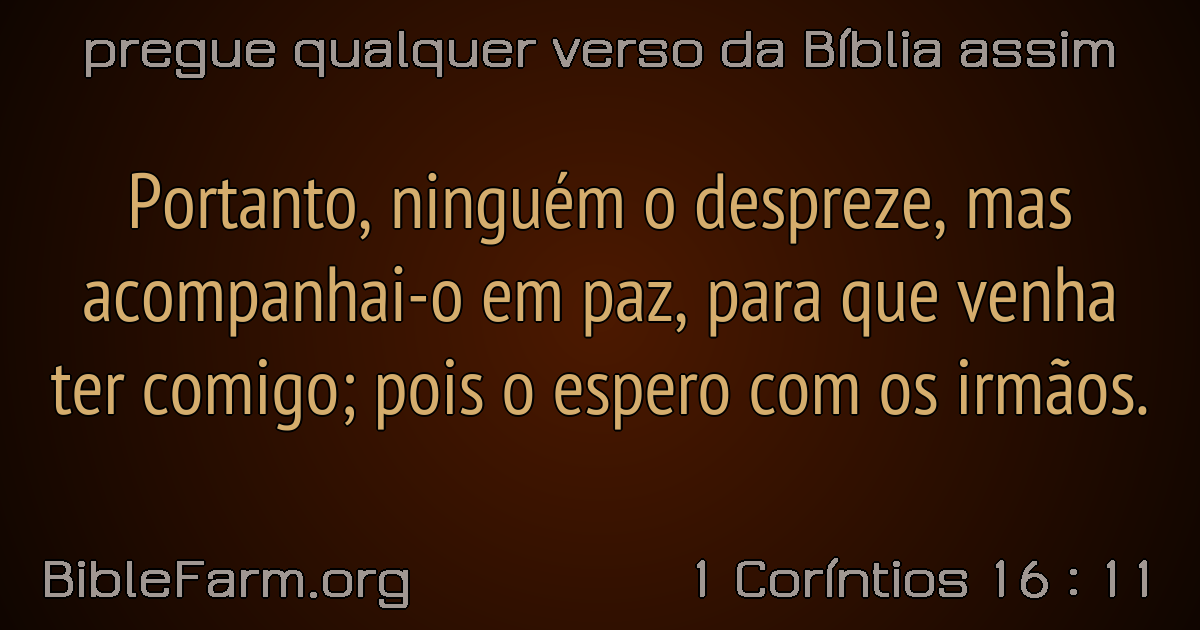 pregue qualquer verso da Bíblia assim
Portanto, ninguém o despreze, mas
acompanhai-o em paz, para que venha
ter comigo; pois o espero com os irmãos.
BibleFarm.org
1 Coríntios 16 : 11